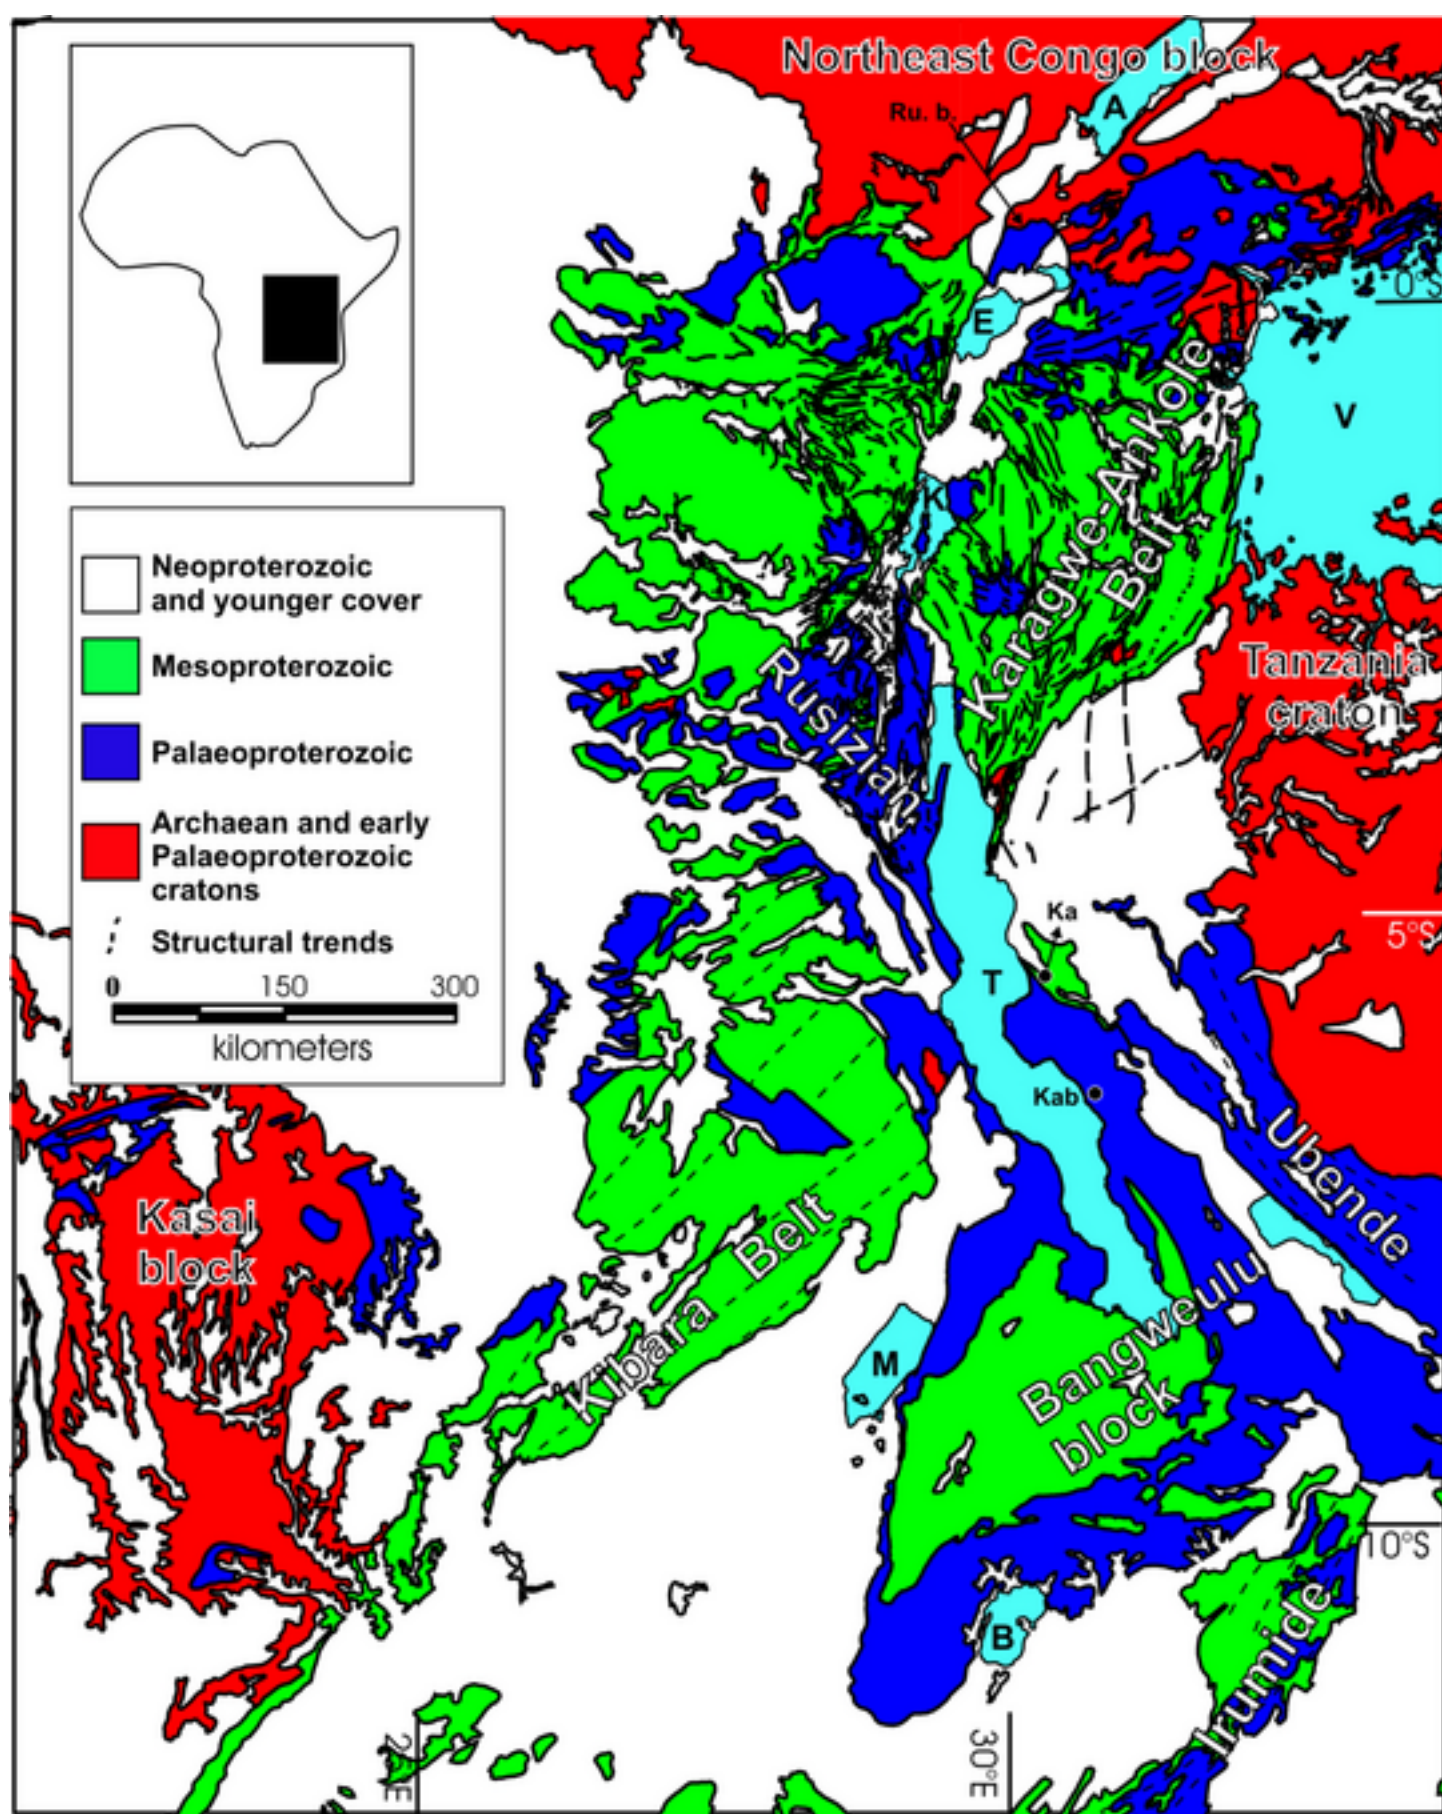 Northeast Congo block
A
Ru. b.
0°S
E
V
K
Karagwe-Ankole
Belt
Neoproterozoic
and younger cover
Mesoproterozoic
Palaeoproterozoic
Archaean and early
Palaeoproterozoic
cratons
Structural trends
0 150 300
kilometers
Rusizian
Tanzania
craton
Ka
5°S
T
Kab
Ubende
Kasai
block
Kibara Belt
M
Bangweulu
block
10°S
B
Irumide
30°E